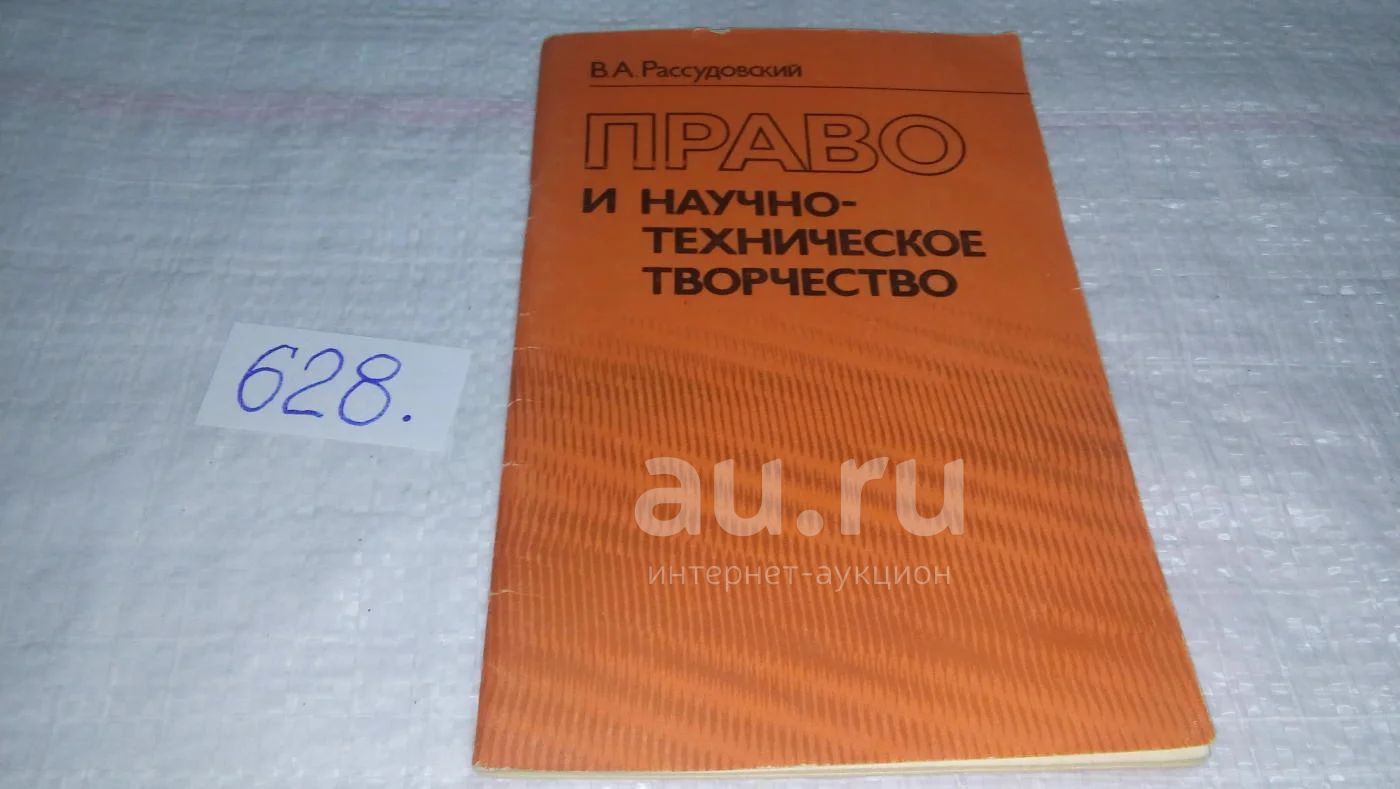 В.А. Рассудовский
ПРАВО
И НАУЧНО-
ТЕХНИЧЕСКОЕ
ТВОРЧЕСТВО
628.
au.ru
интернет-аукцион